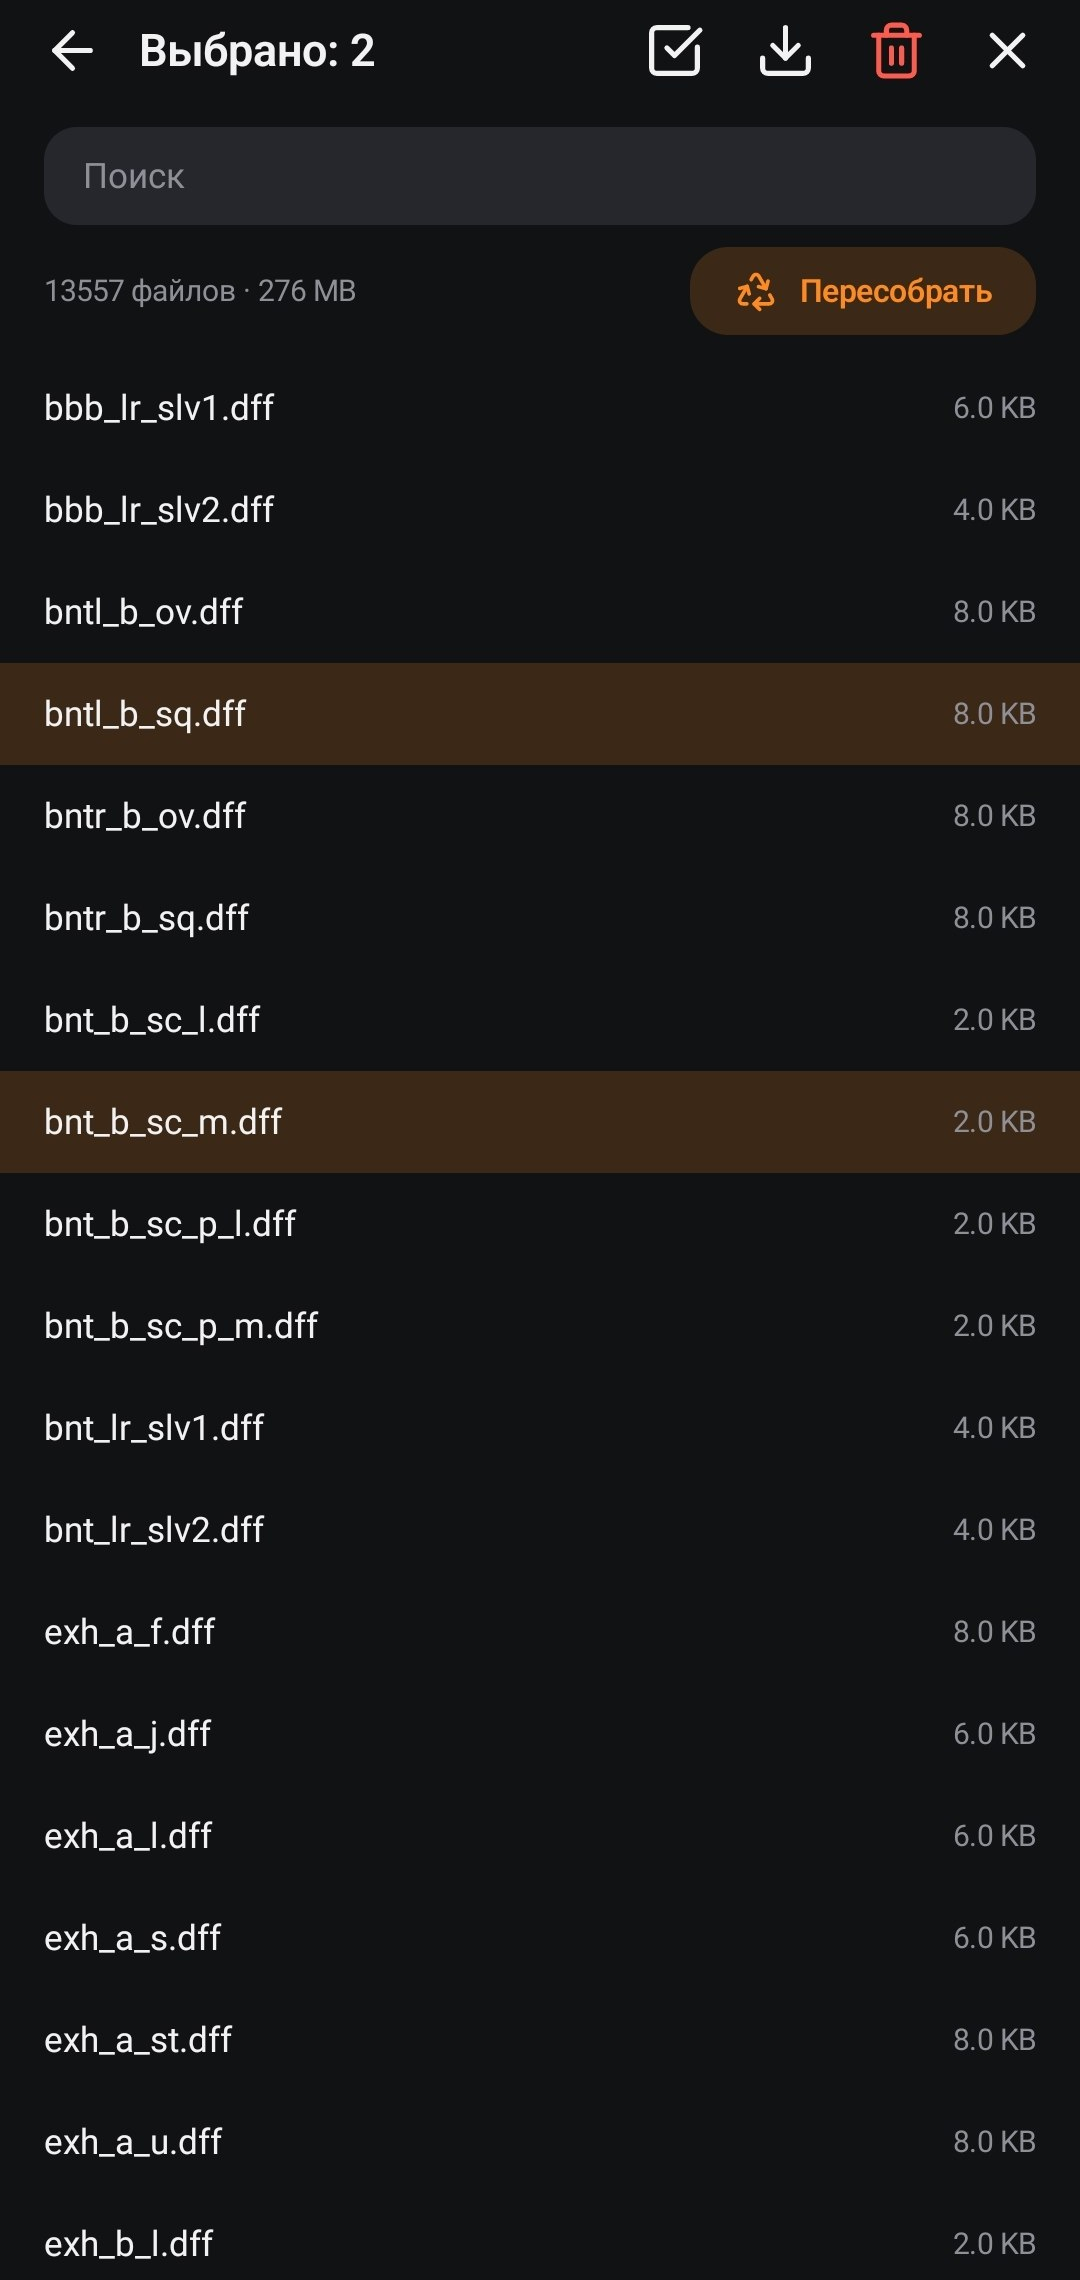 Выбрано: 2
Поиск
13557 файлов · 276 MB
Пересобрать
bbb_lr_slv1.dff 6.0 KB
bbb_lr_slv2.dff 4.0 KB
bntl_b_ov.dff 8.0 KB
bntl_b_sq.dff 8.0 KB
bntr_b_ov.dff 8.0 KB
bntr_b_sq.dff 8.0 KB
bnt_b_sc_l.dff 2.0 KB
bnt_b_sc_m.dff 2.0 KB
bnt_b_sc_p_l.dff 2.0 KB
bnt_b_sc_p_m.dff 2.0 KB
bnt_lr_slv1.dff 4.0 KB
bnt_lr_slv2.dff 4.0 KB
exh_a_f.dff 8.0 KB
exh_a_j.dff 6.0 KB
exh_a_l.dff 6.0 KB
exh_a_s.dff 6.0 KB
exh_a_st.dff 8.0 KB
exh_a_u.dff 8.0 KB
exh_b_l.dff 2.0 KB